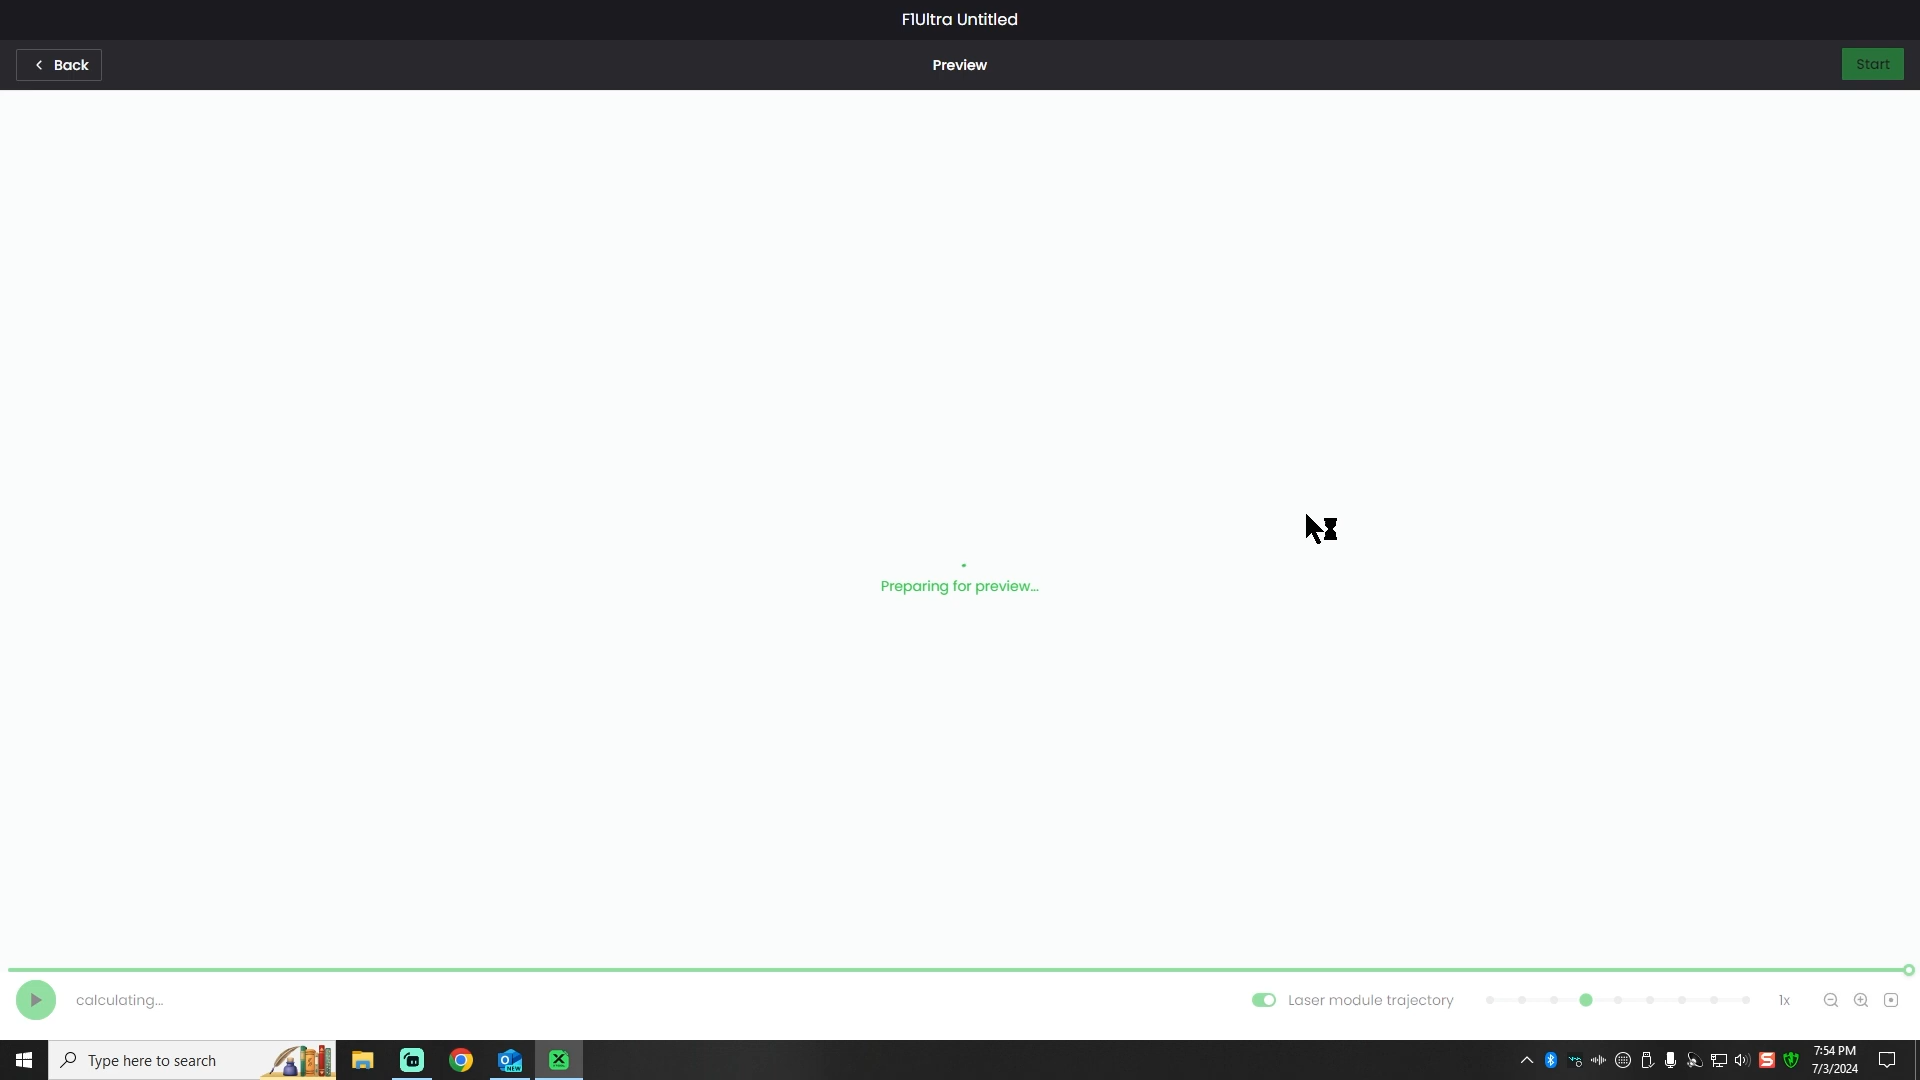 F1Ultra Untitled
Back
Preview
Start
Preparing for preview...
calculating...
Laser module trajectory
1x
Type here to search
NEW
7:54 PM
7/3/2024